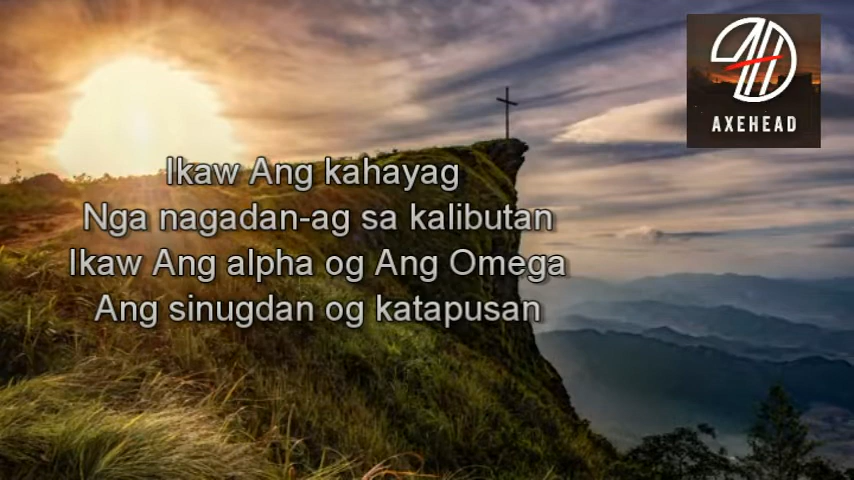 AXEHEAD
Ikaw Ang kahayag
Nga nagadan-ag sa kalibutan
Ikaw Ang alpha og Ang Omega
Ang sinugdan og katapusan